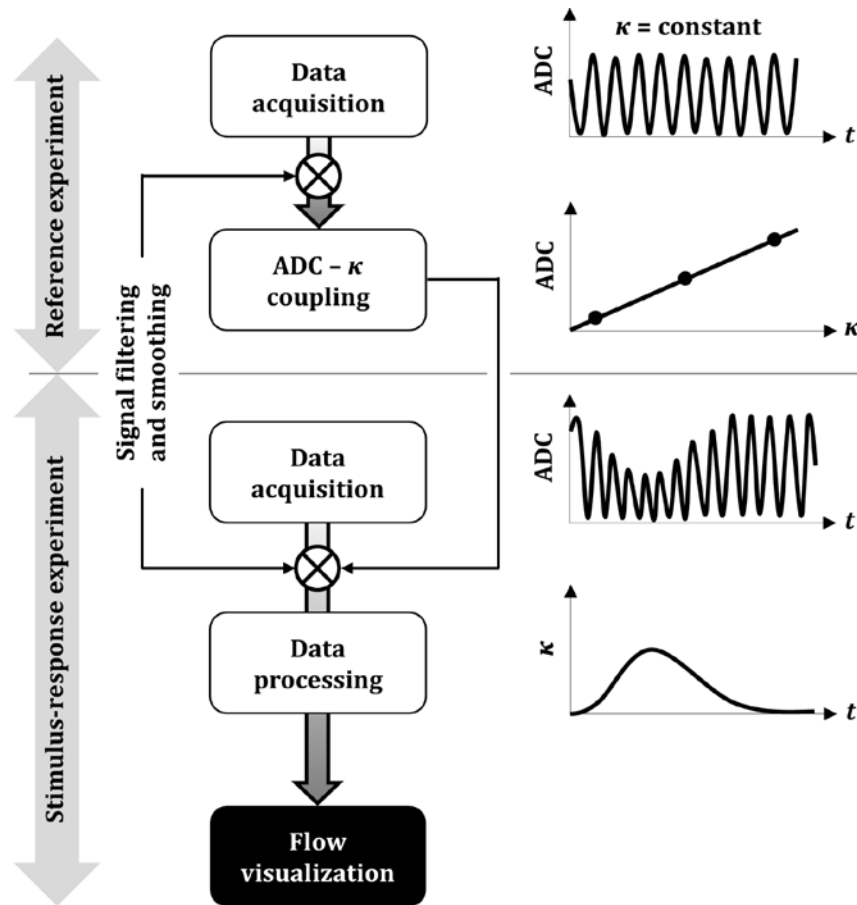 Reference experiment
Data
acquisition
κ = constant
ADC
t
ADC – κ
coupling
ADC
κ
Signal filtering
and smoothing
Stimulus-response experiment
Data
acquisition
ADC
t
Data
processing
κ
t
Flow
visualization